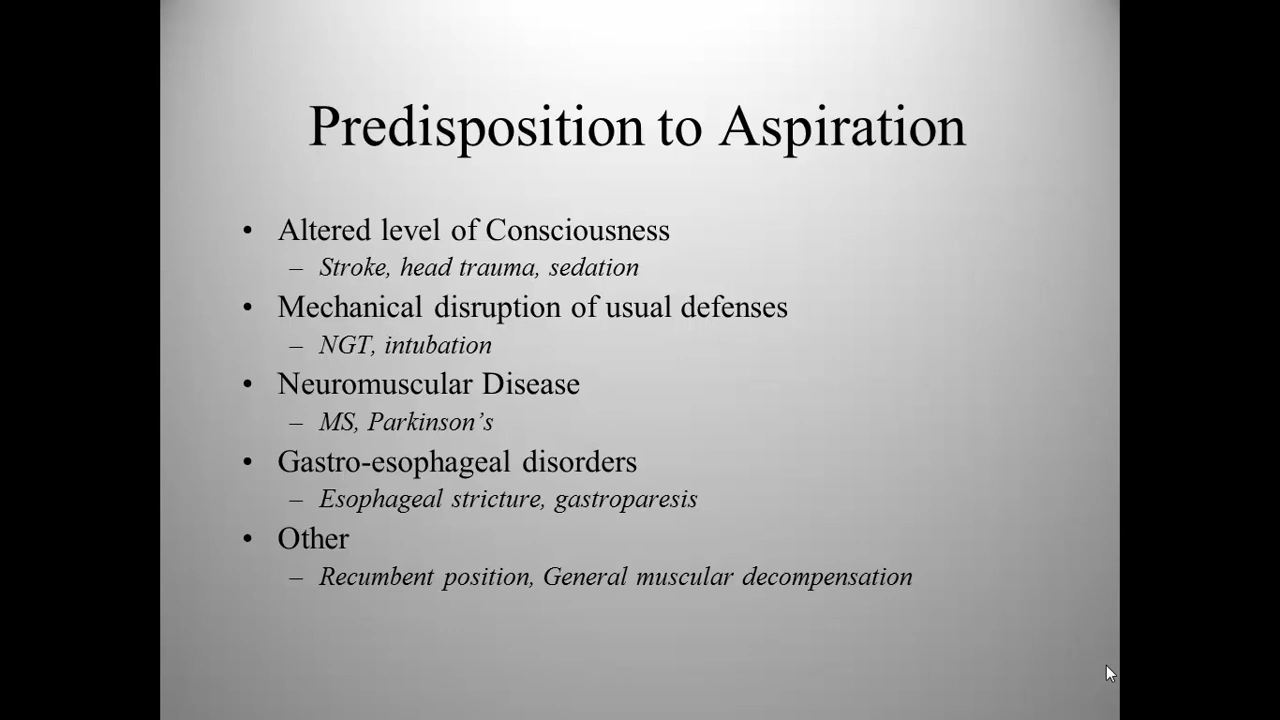 Predisposition to Aspiration
• Altered level of Consciousness
– Stroke, head trauma, sedation
• Mechanical disruption of usual defenses
– NGT, intubation
• Neuromuscular Disease
– MS, Parkinson’s
• Gastro-esophageal disorders
– Esophageal stricture, gastroparesis
• Other
– Recumbent position, General muscular decompensation